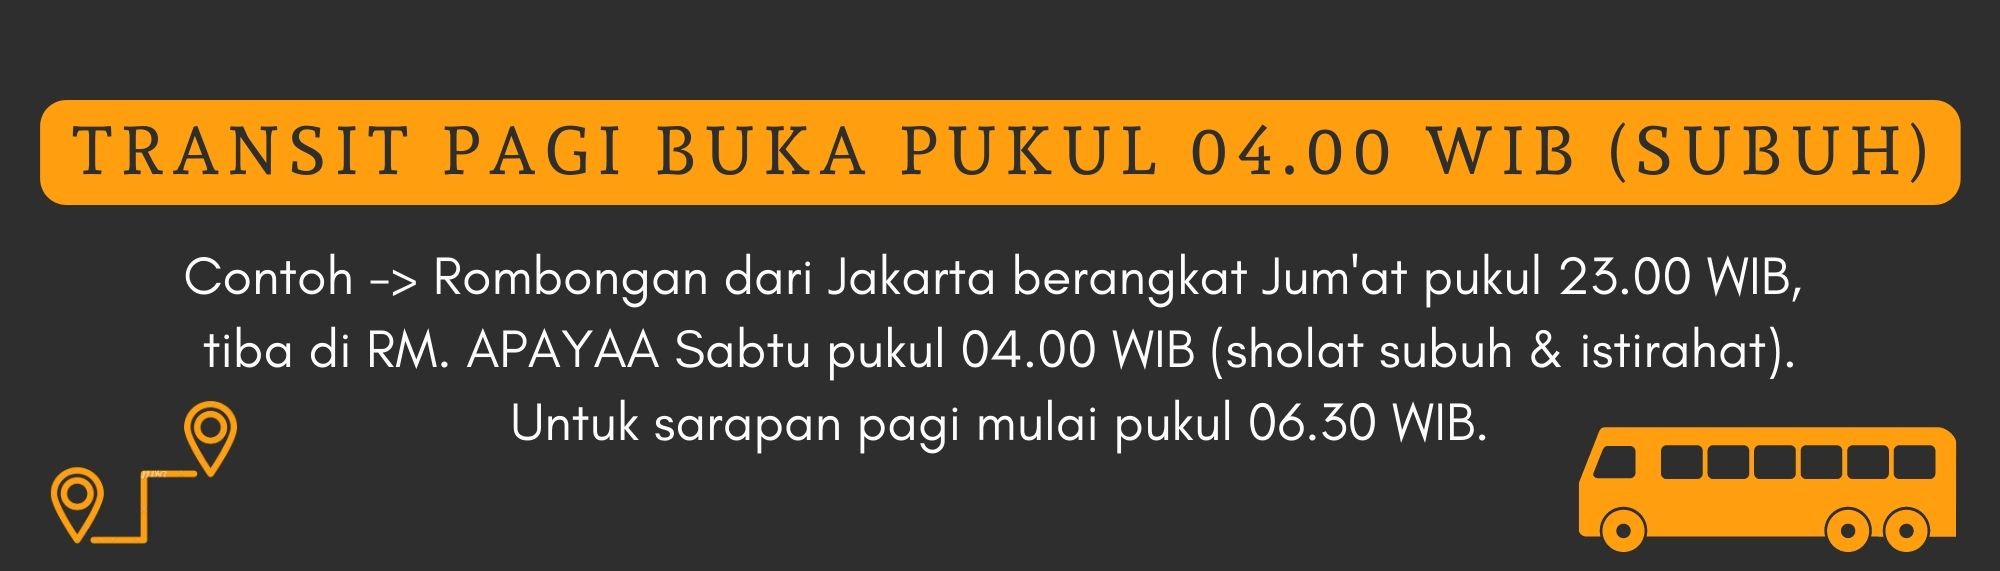 TRANSIT PAGI BUKA PUKUL 04.00 WIB (SUBUH)
Contoh -> Rombongan dari Jakarta berangkat Jum'at pukul 23.00 WIB,
tiba di RM. APAYAA Sabtu pukul 04.00 WIB (sholat subuh & istirahat).
Untuk sarapan pagi mulai pukul 06.30 WIB.